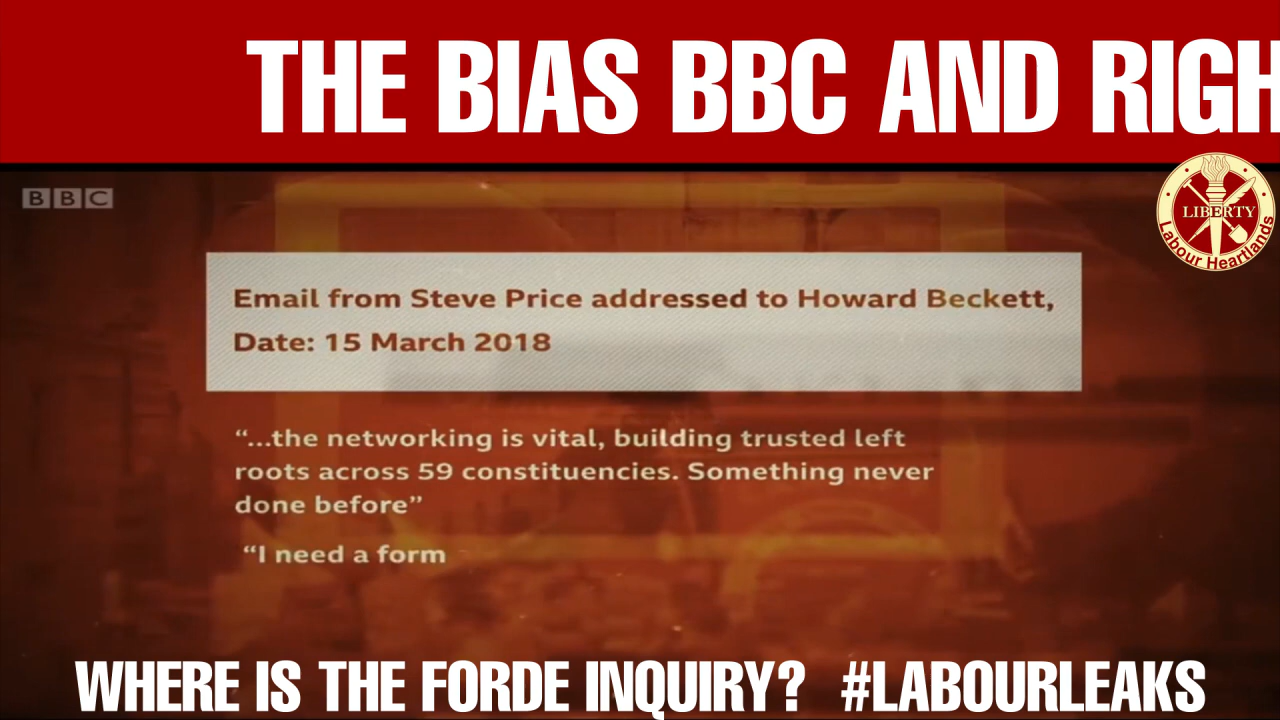 THE BIAS BBC AND RIGH
BBC
LIBERTY
Labour Heartlands
Email from Steve Price addressed to Howard Beckett,
Date: 15 March 2018
“...the networking is vital, building trusted left
roots across 59 constituencies. Something never
done before”
“I need a form
WHERE IS THE FORDE INQUIRY? #LABOURLEAKS